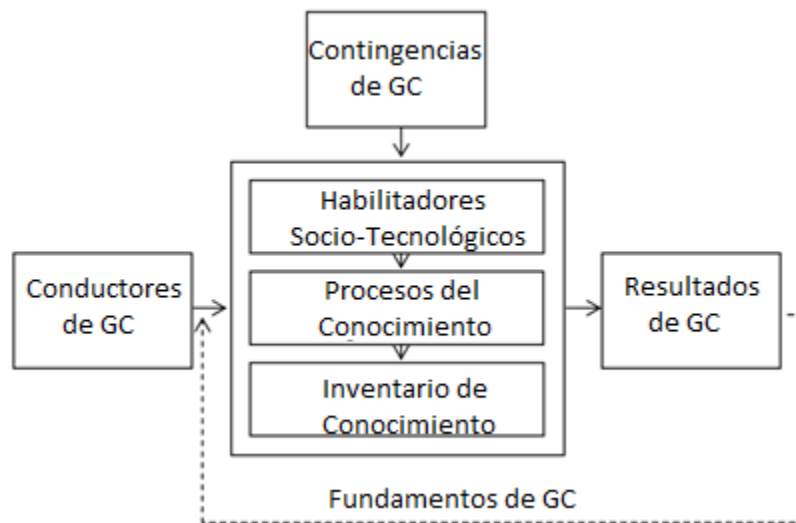 Contingencias
de GC
Habilitadores
Socio-Tecnológicos
Conductores
de GC
Procesos del
Conocimiento
Resultados
de GC
Inventario de
Conocimiento
Fundamentos de GC